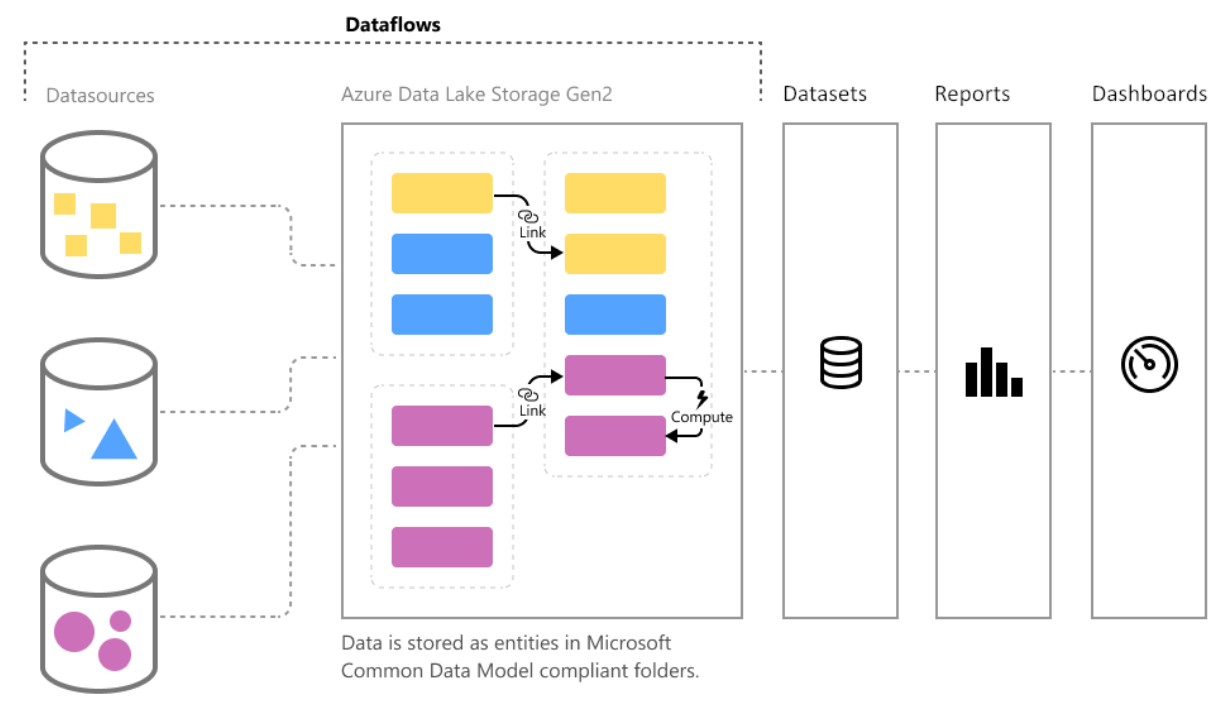 Dataflows
Datasources
Azure Data Lake Storage Gen2
Datasets
Reports
Dashboards
Link
Link
Compute
Data is stored as entities in Microsoft
Common Data Model compliant folders.